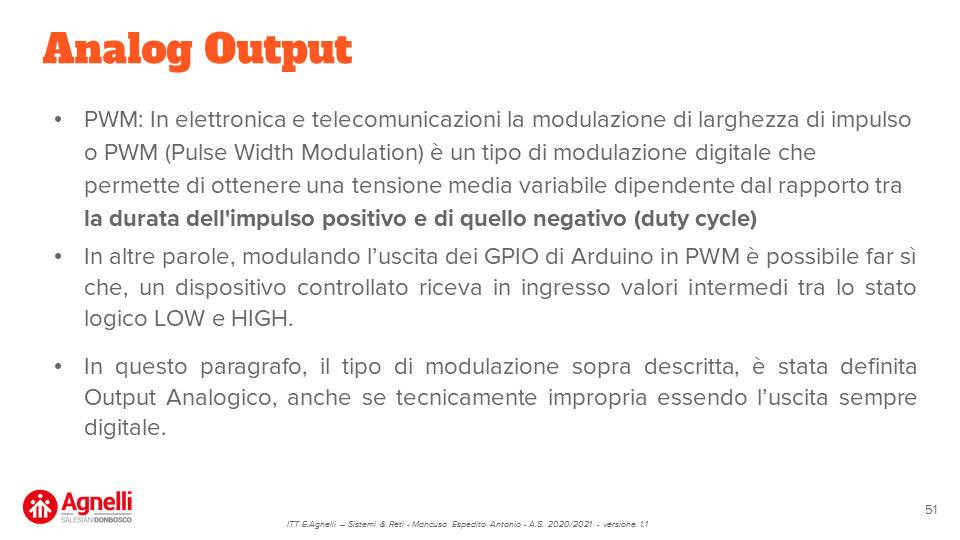 Analog Output
• PWM: In elettronica e telecomunicazioni la modulazione di larghezza di impulso
o PWM (Pulse Width Modulation) è un tipo di modulazione digitale che
permette di ottenere una tensione media variabile dipendente dal rapporto tra
la durata dell'impulso positivo e di quello negativo (duty cycle)
• In altre parole, modulando l’uscita dei GPIO di Arduino in PWM è possibile far sì
che, un dispositivo controllato riceva in ingresso valori intermedi tra lo stato
logico LOW e HIGH.
• In questo paragrafo, il tipo di modulazione sopra descritta, è stata definita
Output Analogico, anche se tecnicamente impropria essendo l’uscita sempre
digitale.
Agnelli
SALESIANI DONBOSCO
ITT E.Agnelli – Sistemi & Reti - Mancuso Espedito Antonio - A.S. 2020/2021 - versione 1.1
51